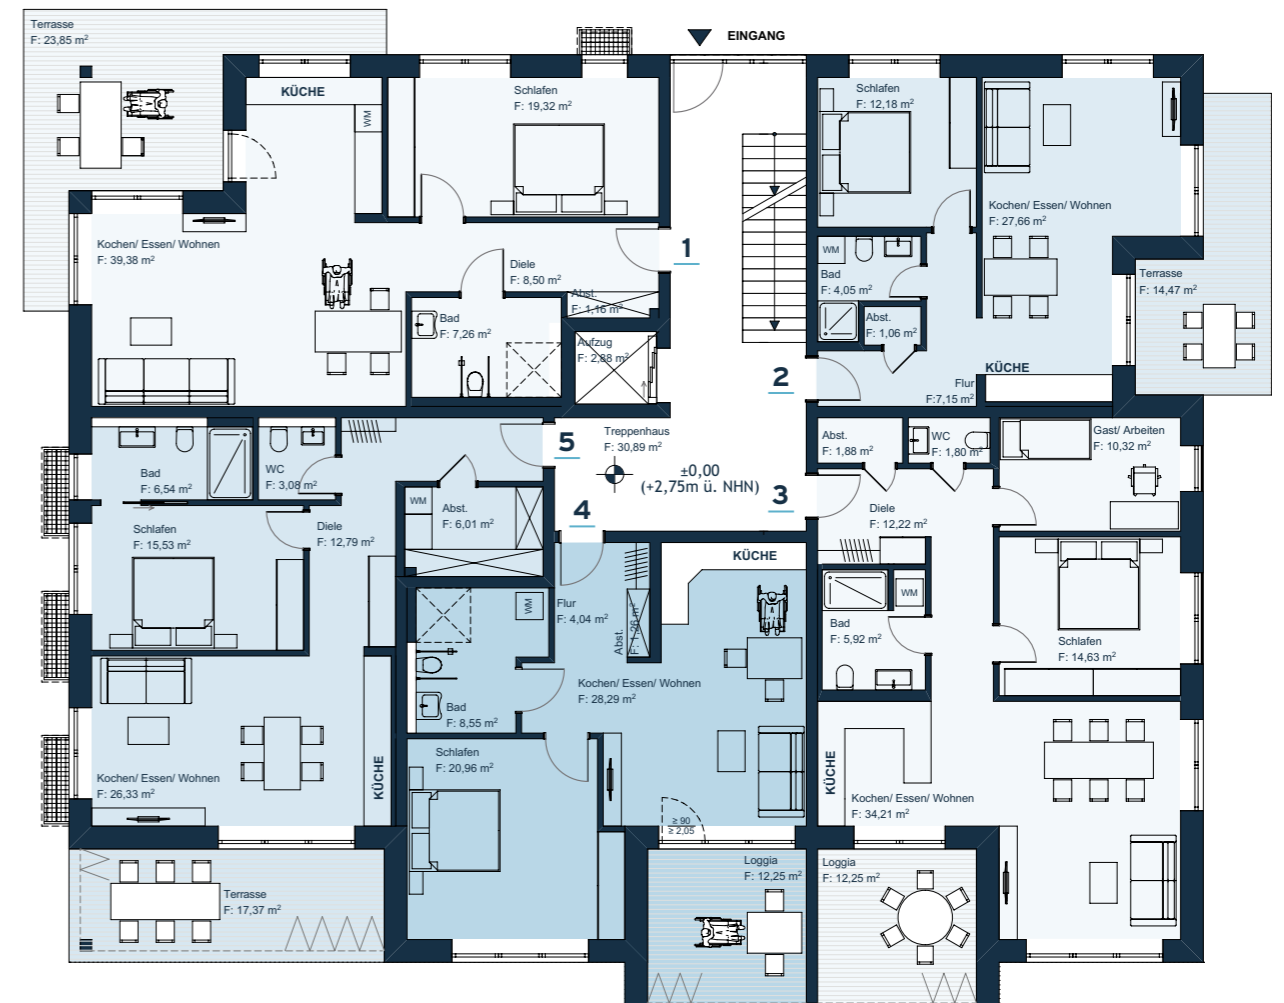 EINGANG
Terrasse
F: 23,85 m²
KÜCHE
WM
Schlafen
F: 19,32 m²
Kochen/ Essen/ Wohnen
F: 39,38 m²
Diele
F: 8,50 m²
1
Abst.
F: 1,16 m²
Bad
F: 7,26 m²
Aufzug
F: 2,88 m²
Schlafen
F: 12,18 m²
Kochen/ Essen/ Wohnen
F: 27,66 m²
WM
Bad
F: 4,05 m²
Abst.
F: 1,06 m²
Terrasse
F: 14,47 m²
2
KÜCHE
Flur
F:7,15 m²
Treppenhaus
F: 30,89 m²
±0,00
(+2,75m ü. NHN)
5
4
3
Bad
F: 6,54 m²
WC
F: 3,08 m²
WM
Abst.
F: 6,01 m²
Schlafen
F: 15,53 m²
Diele
F: 12,79 m²
Kochen/ Essen/ Wohnen
F: 26,33 m²
KÜCHE
Terrasse
F: 17,37 m²
KÜCHE
WM
Flur
F: 4,04 m²
Abst.
F: 1,26 m²
Bad
F: 8,55 m²
Kochen/ Essen/ Wohnen
F: 28,29 m²
Schlafen
F: 20,96 m²
≥ 90
≥ 2,05
Loggia
F: 12,25 m²
Abst.
F: 1,88 m²
WC
F: 1,80 m²
Gast/ Arbeiten
F: 10,32 m²
Diele
F: 12,22 m²
WM
Bad
F: 5,92 m²
Schlafen
F: 14,63 m²
KÜCHE
Kochen/ Essen/ Wohnen
F: 34,21 m²
Loggia
F: 12,25 m²